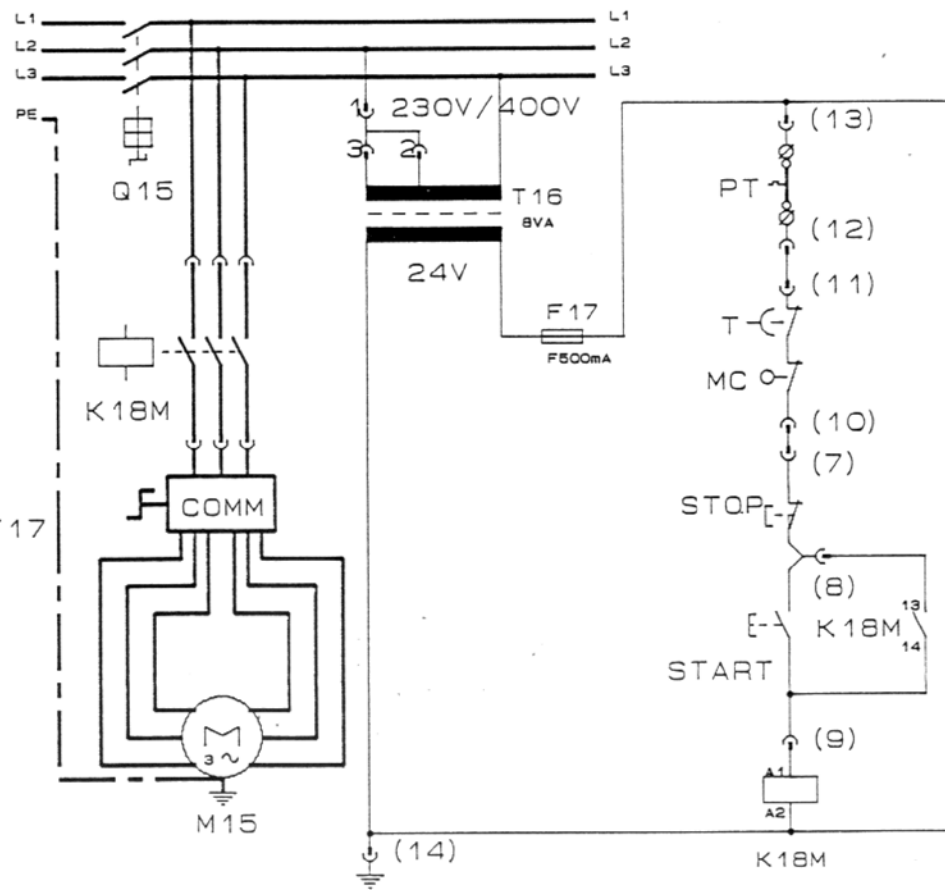 L1 L1
L2 L2
L3 L3
PE
1 230V/400V (13)
3 2
Q15 T16 PT
8VA
(12)
24V
(11)
F17 T
F500mA
K18M MC
(10)
(7)
COMM STOP
17
(8)
13
K18M
14
START
M
3~
(9)
A1
A2
M15
(14) K18M